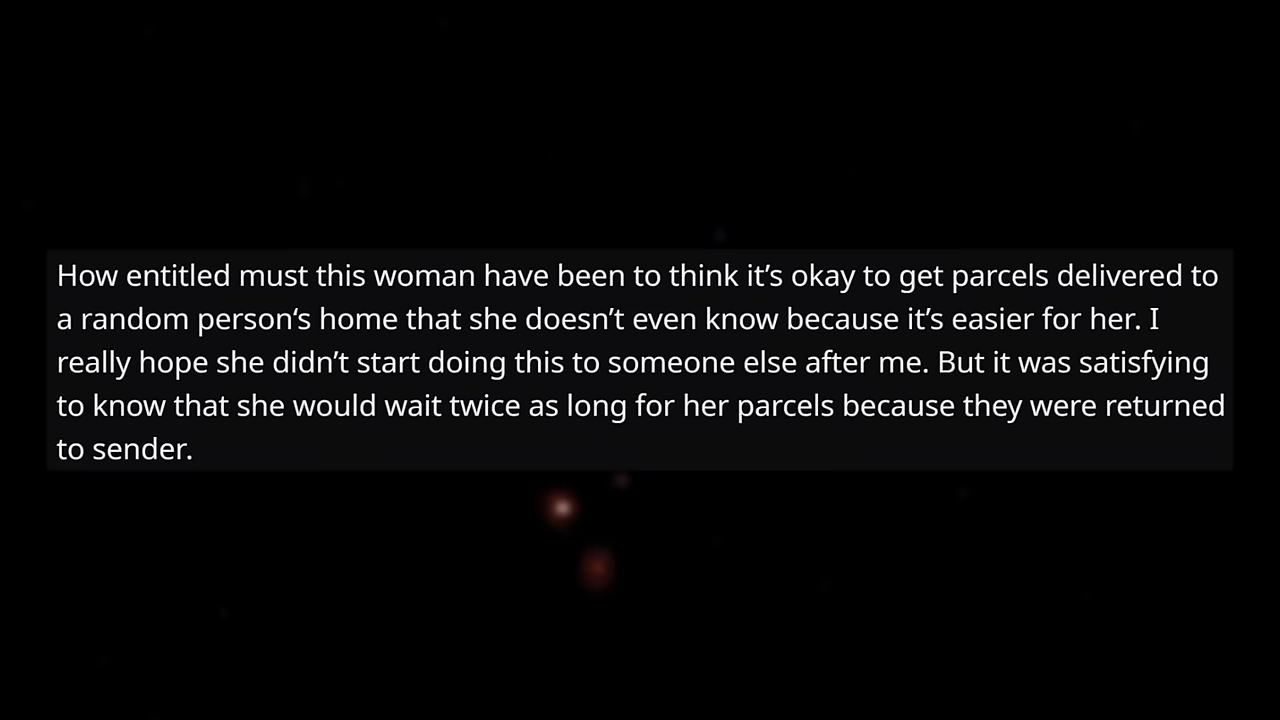 How entitled must this woman have been to think it’s okay to get parcels delivered to
a random person‘s home that she doesn’t even know because it’s easier for her. I
really hope she didn’t start doing this to someone else after me. But it was satisfying
to know that she would wait twice as long for her parcels because they were returned
to sender.